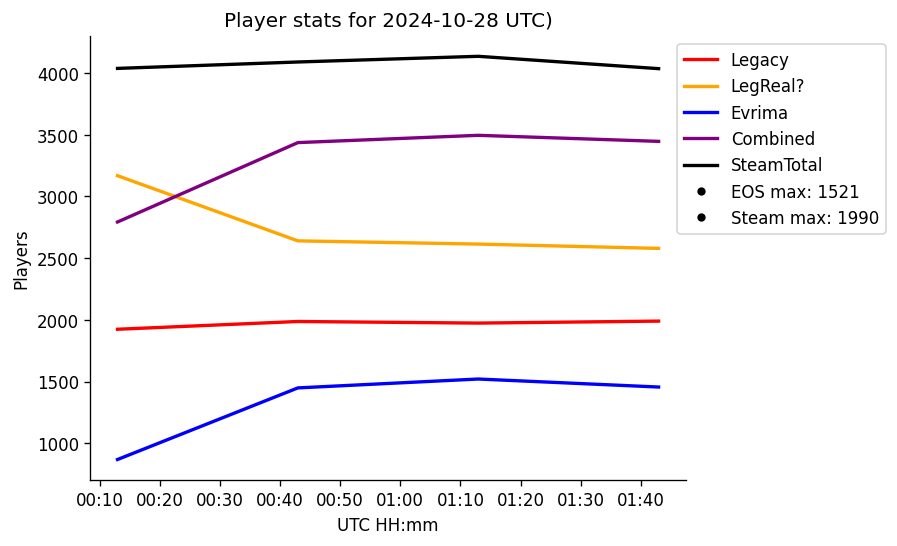 Player stats for 2024-10-28 UTC)
Legacy
LegReal?
Evrima
Combined
SteamTotal
EOS max: 1521
Steam max: 1990
4000
3500
3000
2500
2000
1500
1000
Players
00:10 00:20 00:30 00:40 00:50 01:00 01:10 01:20 01:30 01:40
UTC HH:mm